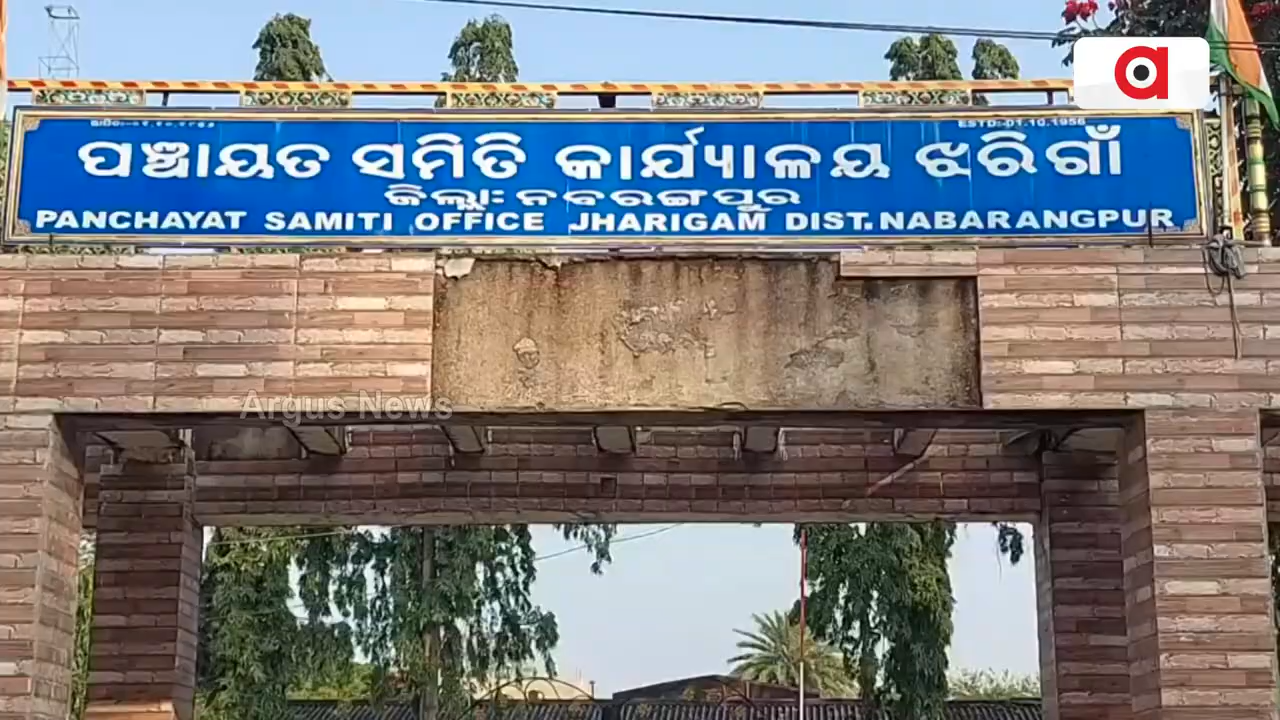 ESTD:-01.10.1956
ପଞ୍ଚାୟତ ସମିତି କାର୍ଯ୍ୟାଳୟ ଝରିଗାଁ
ଜିଲ୍ଲା: ନବରଙ୍ଗପୁର
PANCHAYAT SAMITI OFFICE JHARIGAM DIST.NABARANGPUR
Argus News